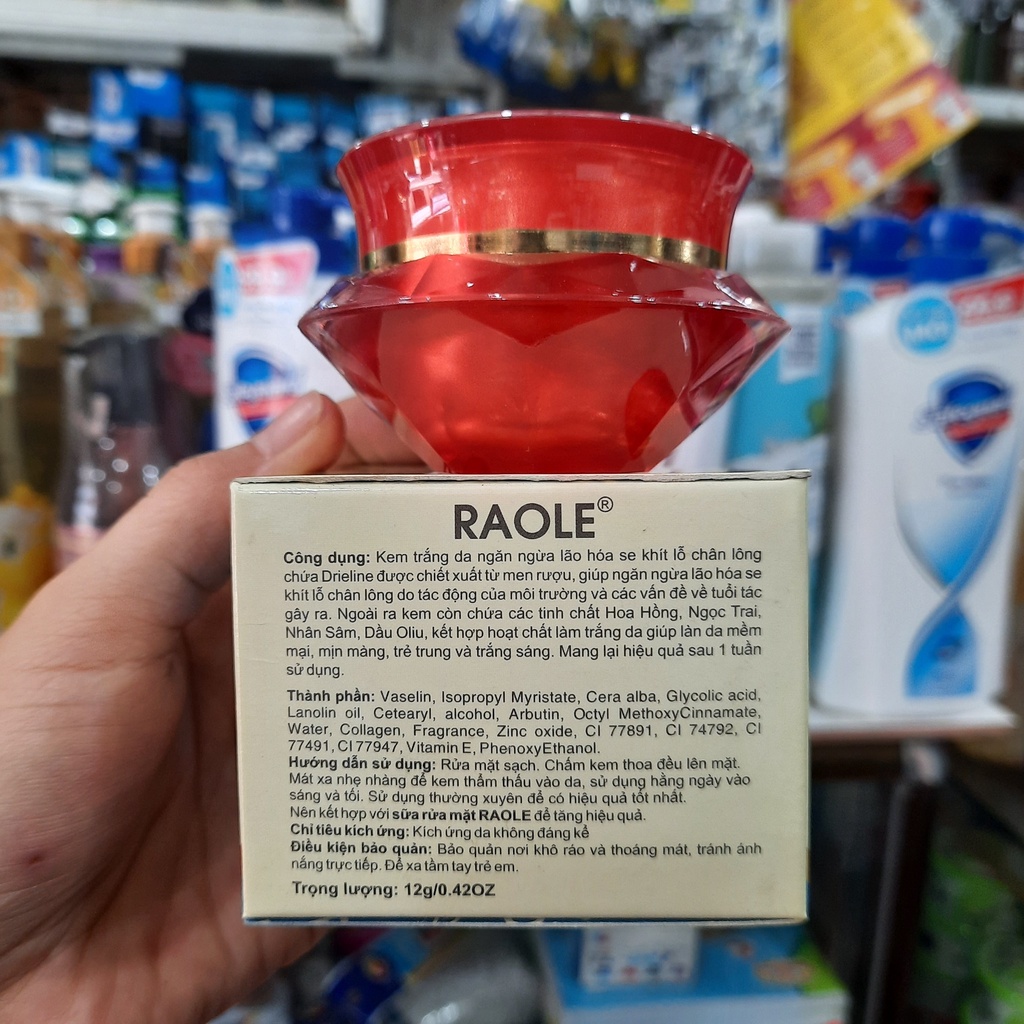 RAOLE®
Công dụng: Kem trắng da ngăn ngừa lão hóa se khít lỗ chân lông
chứa Drieline được chiết xuất từ men rượu, giúp ngăn ngừa lão hóa se
khít lỗ chân lông do tác động của môi trường và các vấn đề về tuổi tác
gây ra. Ngoài ra kem còn chứa các tinh chất Hoa Hồng, Ngọc Trai,
Nhân Sâm, Dầu Oliu, kết hợp hoạt chất làm trắng da giúp làn da mềm
mại, mịn màng, trẻ trung và trắng sáng. Mang lại hiệu quả sau 1 tuần
sử dụng.
Thành phần: Vaselin, Isopropyl Myristate, Cera alba, Glycolic acid,
Lanolin oil, Cetearyl, alcohol, Arbutin, Octyl MethoxyCinnamate,
Water, Collagen, Fragrance, Zinc oxide, CI 77891, CI 74792, CI
77491, CI 77947, Vitamin E, PhenoxyEthanol.
Hướng dẫn sử dụng: Rửa mặt sạch. Chấm kem thoa đều lên mặt.
Mát xa nhẹ nhàng để kem thẩm thấu vào da, sử dụng hằng ngày vào
sáng và tối. Sử dụng thường xuyên để có hiệu quả tốt nhất.
Nên kết hợp với sữa rửa mặt RAOLE để tăng hiệu quả.
Chỉ tiêu kích ứng: Kích ứng da không đáng kể
Điều kiện bảo quản: Bảo quản nơi khô ráo và thoáng mát, tránh ánh
nắng trực tiếp. Để xa tầm tay trẻ em.
Trọng lượng: 12g/0.42OZ